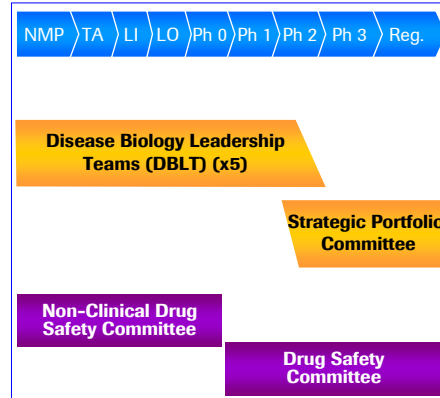 NMP TA LI LO Ph 0 Ph 1 Ph 2 Ph 3 Reg.
Disease Biology Leadership
Teams (DBLT) (x5)
Strategic Portfolio
Committee
Non-Clinical Drug
Safety Committee
Drug Safety
Committee